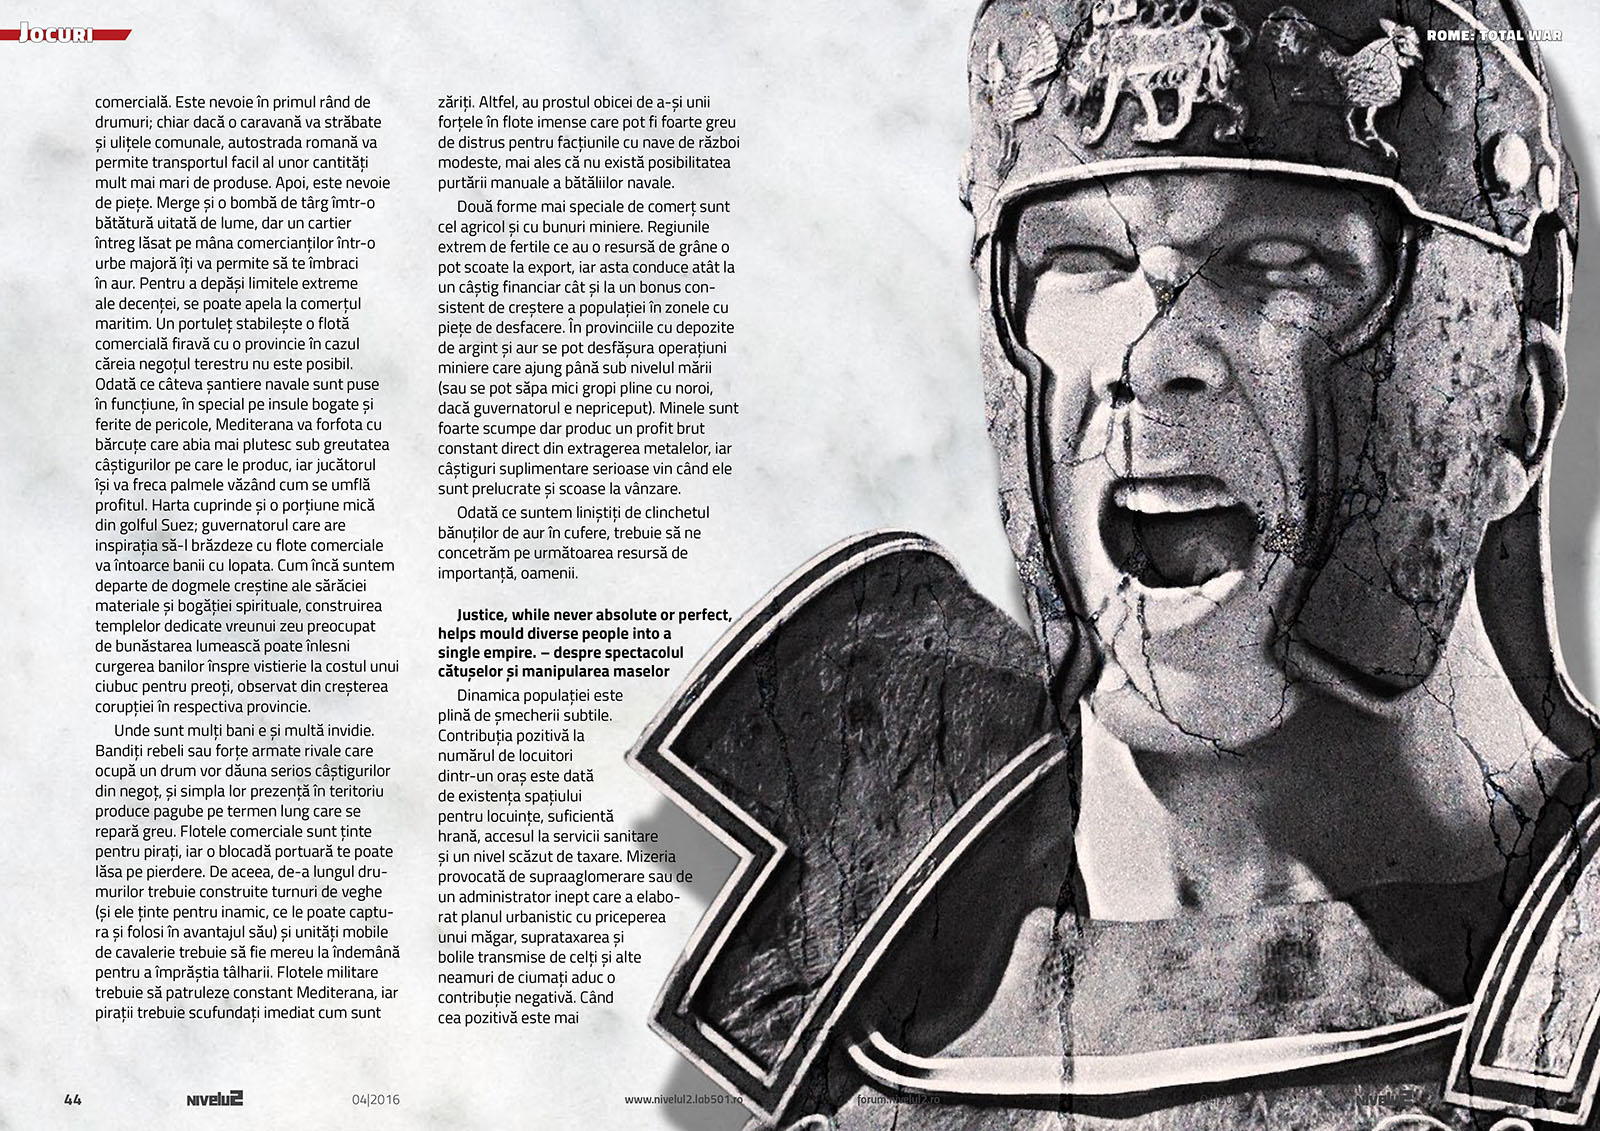 Jocuri
ROME: TOTAL WAR
comercială. Este nevoie în primul rând de
drumuri; chiar dacă o caravană va străbate
și ulițele comunale, autostrada romană va
permite transportul facil al unor cantități
mult mai mari de produse. Apoi, este nevoie
de piețe. Merge și o bombă de târg îmtr-o
bătătură uitată de lume, dar un cartier
întreg lăsat pe mâna comercianților într-o
urbe majoră îți va permite să te îmbraci
în aur. Pentru a depăși limitele extreme
ale decenței, se poate apela la comerțul
maritim. Un portuleț stabilește o flotă
comercială firavă cu o provincie în cazul
căreia negoțul terestru nu este posibil.
Odată ce câteva șantiere navale sunt puse
în funcțiune, în special pe insule bogate și
ferite de pericole, Mediterana va forfota cu
bărcuțe care abia mai plutesc sub greutatea
câștigurilor pe care le produc, iar jucătorul
își va freca palmele văzând cum se umflă
profitul. Harta cuprinde și o porțiune mică
din golful Suez; guvernatorul care are
inspirația să-l brăzdeze cu flote comerciale
va întoarce banii cu lopata. Cum încă suntem
departe de dogmele creștine ale sărăciei
materiale și bogăției spirituale, construirea
templelor dedicate vreunui zeu preocupat
de bunăstarea lumească poate înlesni
curgerea banilor înspre vistierie la costul unui
ciubuc pentru preoți, observat din creșterea
corupției în respectiva provincie.
Unde sunt mulți bani e și multă invidie.
Bandiți rebeli sau forțe armate rivale care
ocupă un drum vor dăuna serios câștigurilor
din negoț, și simpla lor prezență în teritoriu
produce pagube pe termen lung care se
repară greu. Flotele comerciale sunt ținte
pentru pirați, iar o blocadă portuară te poate
lăsa pe pierdere. De aceea, de-a lungul dru-
murilor trebuie construite turnuri de veghe
(și ele ținte pentru inamic, ce le poate captu-
ra și folosi în avantajul său) și unități mobile
de cavalerie trebuie să fie mereu la îndemână
pentru a împrăștia tâlharii. Flotele militare
trebuie să patruleze constant Mediterana, iar
pirații trebuie scufundați imediat cum sunt
zăriți. Altfel, au prostul obicei de a-și unii
forțele în flote imense care pot fi foarte greu
de distrus pentru facțiunile cu nave de război
modeste, mai ales că nu există posibilitatea
purtării manuale a bătăliilor navale.
Două forme mai speciale de comerț sunt
cel agricol și cu bunuri miniere. Regiunile
extrem de fertile ce au o resursă de grâne o
pot scoate la export, iar asta conduce atât la
un câștig financiar cât și la un bonus con-
sistent de creștere a populației în zonele cu
piețe de desfacere. În provinciile cu depozite
de argint și aur se pot desfășura operațiuni
miniere care ajung până sub nivelul mării
(sau se pot săpa mici gropi pline cu noroi,
dacă guvernatorul e nepriceput). Minele sunt
foarte scumpe dar produc un profit brut
constant direct din extragerea metalelor, iar
câștiguri suplimentare serioase vin când ele
sunt prelucrate și scoase la vânzare.
Odată ce suntem liniștiți de clinchetul
bănuților de aur în cufere, trebuie să ne
concetrăm pe următoarea resursă de
importanță, oamenii.
Justice, while never absolute or perfect,
helps mould diverse people into a
single empire. – despre spectacolul
cătușelor și manipularea maselor
Dinamica populației este
plină de șmecherii subtile.
Contribuția pozitivă la
numărul de locuitori
dintr-un oraș este dată
de existența spațiului
pentru locuințe, suficientă
hrană, accesul la servicii sanitare
și un nivel scăzut de taxare. Mizeria
provocată de supraaglomerare sau de
un administrator inept care a elabo-
rat planul urbanistic cu priceperea
unui măgar, suprataxarea și
bolile transmise de celți și alte
neamuri de ciumați aduc o
contribuție negativă. Când
cea pozitivă este mai
44
NIVELU2
04|2016
www.nivelul2.lab501.ro
forum.nivelul2.ro
NIVELU2